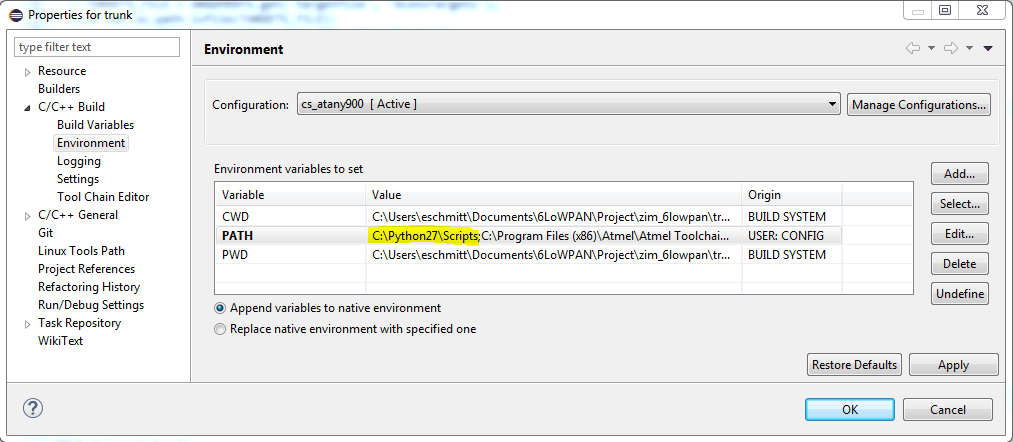 Properties for trunk
type filter text
Environment
Resource
Builders
C/C++ Build
Build Variables
Environment
Logging
Settings
Tool Chain Editor
C/C++ General
Git
Linux Tools Path
Project References
Refactoring History
Run/Debug Settings
Task Repository
WikiText
Configuration: cs_atany900 [ Active ] Manage Configurations...
Environment variables to set
Variable Value Origin
CWD C:\Users\eschmitt\Documents\6LoWPAN\Project\zim_6lowpan\tr... BUILD SYSTEM
PATH C:\Python27\Scripts;C:\Program Files (x86)\Atmel\Atmel Toolchai... USER: CONFIG
PWD C:\Users\eschmitt\Documents\6LoWPAN\Project\zim_6lowpan\tr... BUILD SYSTEM
Add...
Select...
Edit...
Delete
Undefine
Append variables to native environment
Replace native environment with specified one
Restore Defaults Apply
? OK Cancel